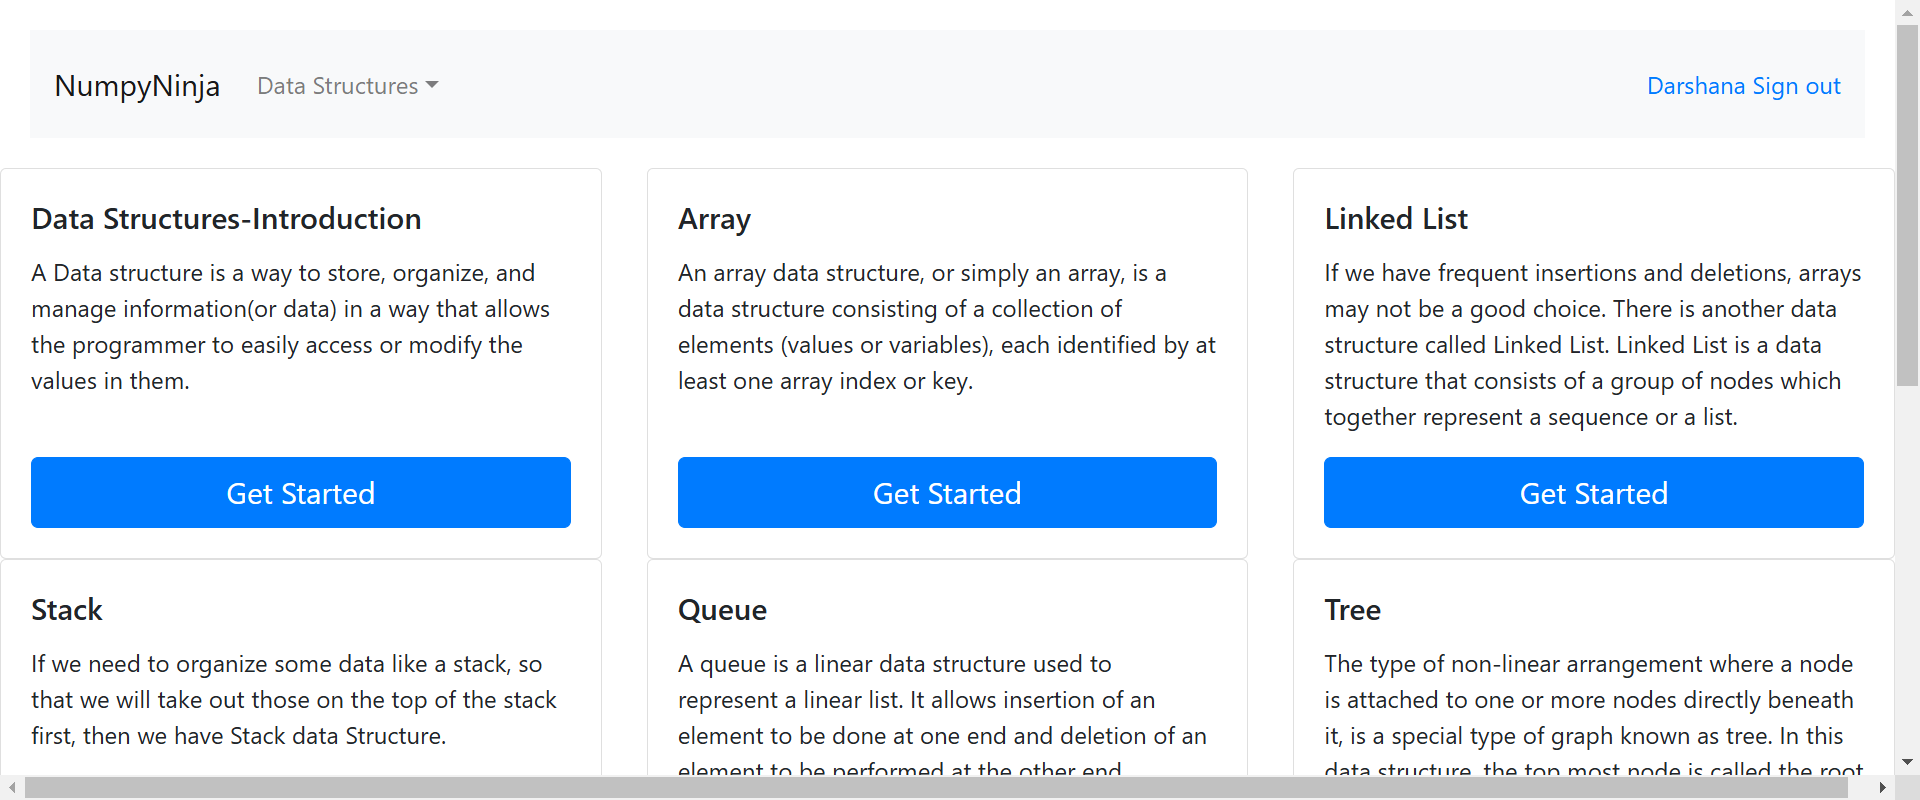 NumpyNinja
Data Structures
Darshana Sign out
Data Structures-Introduction
A Data structure is a way to store, organize, and
manage information(or data) in a way that allows
the programmer to easily access or modify the
values in them.
Get Started
Array
An array data structure, or simply an array, is a
data structure consisting of a collection of
elements (values or variables), each identified by at
least one array index or key.
Get Started
Linked List
If we have frequent insertions and deletions, arrays
may not be a good choice. There is another data
structure called Linked List. Linked List is a data
structure that consists of a group of nodes which
together represent a sequence or a list.
Get Started
Stack
If we need to organize some data like a stack, so
that we will take out those on the top of the stack
first, then we have Stack data Structure.
Queue
A queue is a linear data structure used to
represent a linear list. It allows insertion of an
element to be done at one end and deletion of an
element to be performed at the other end.
Tree
The type of non-linear arrangement where a node
is attached to one or more nodes directly beneath
it, is a special type of graph known as tree. In this
data structure, the top most node is called the root